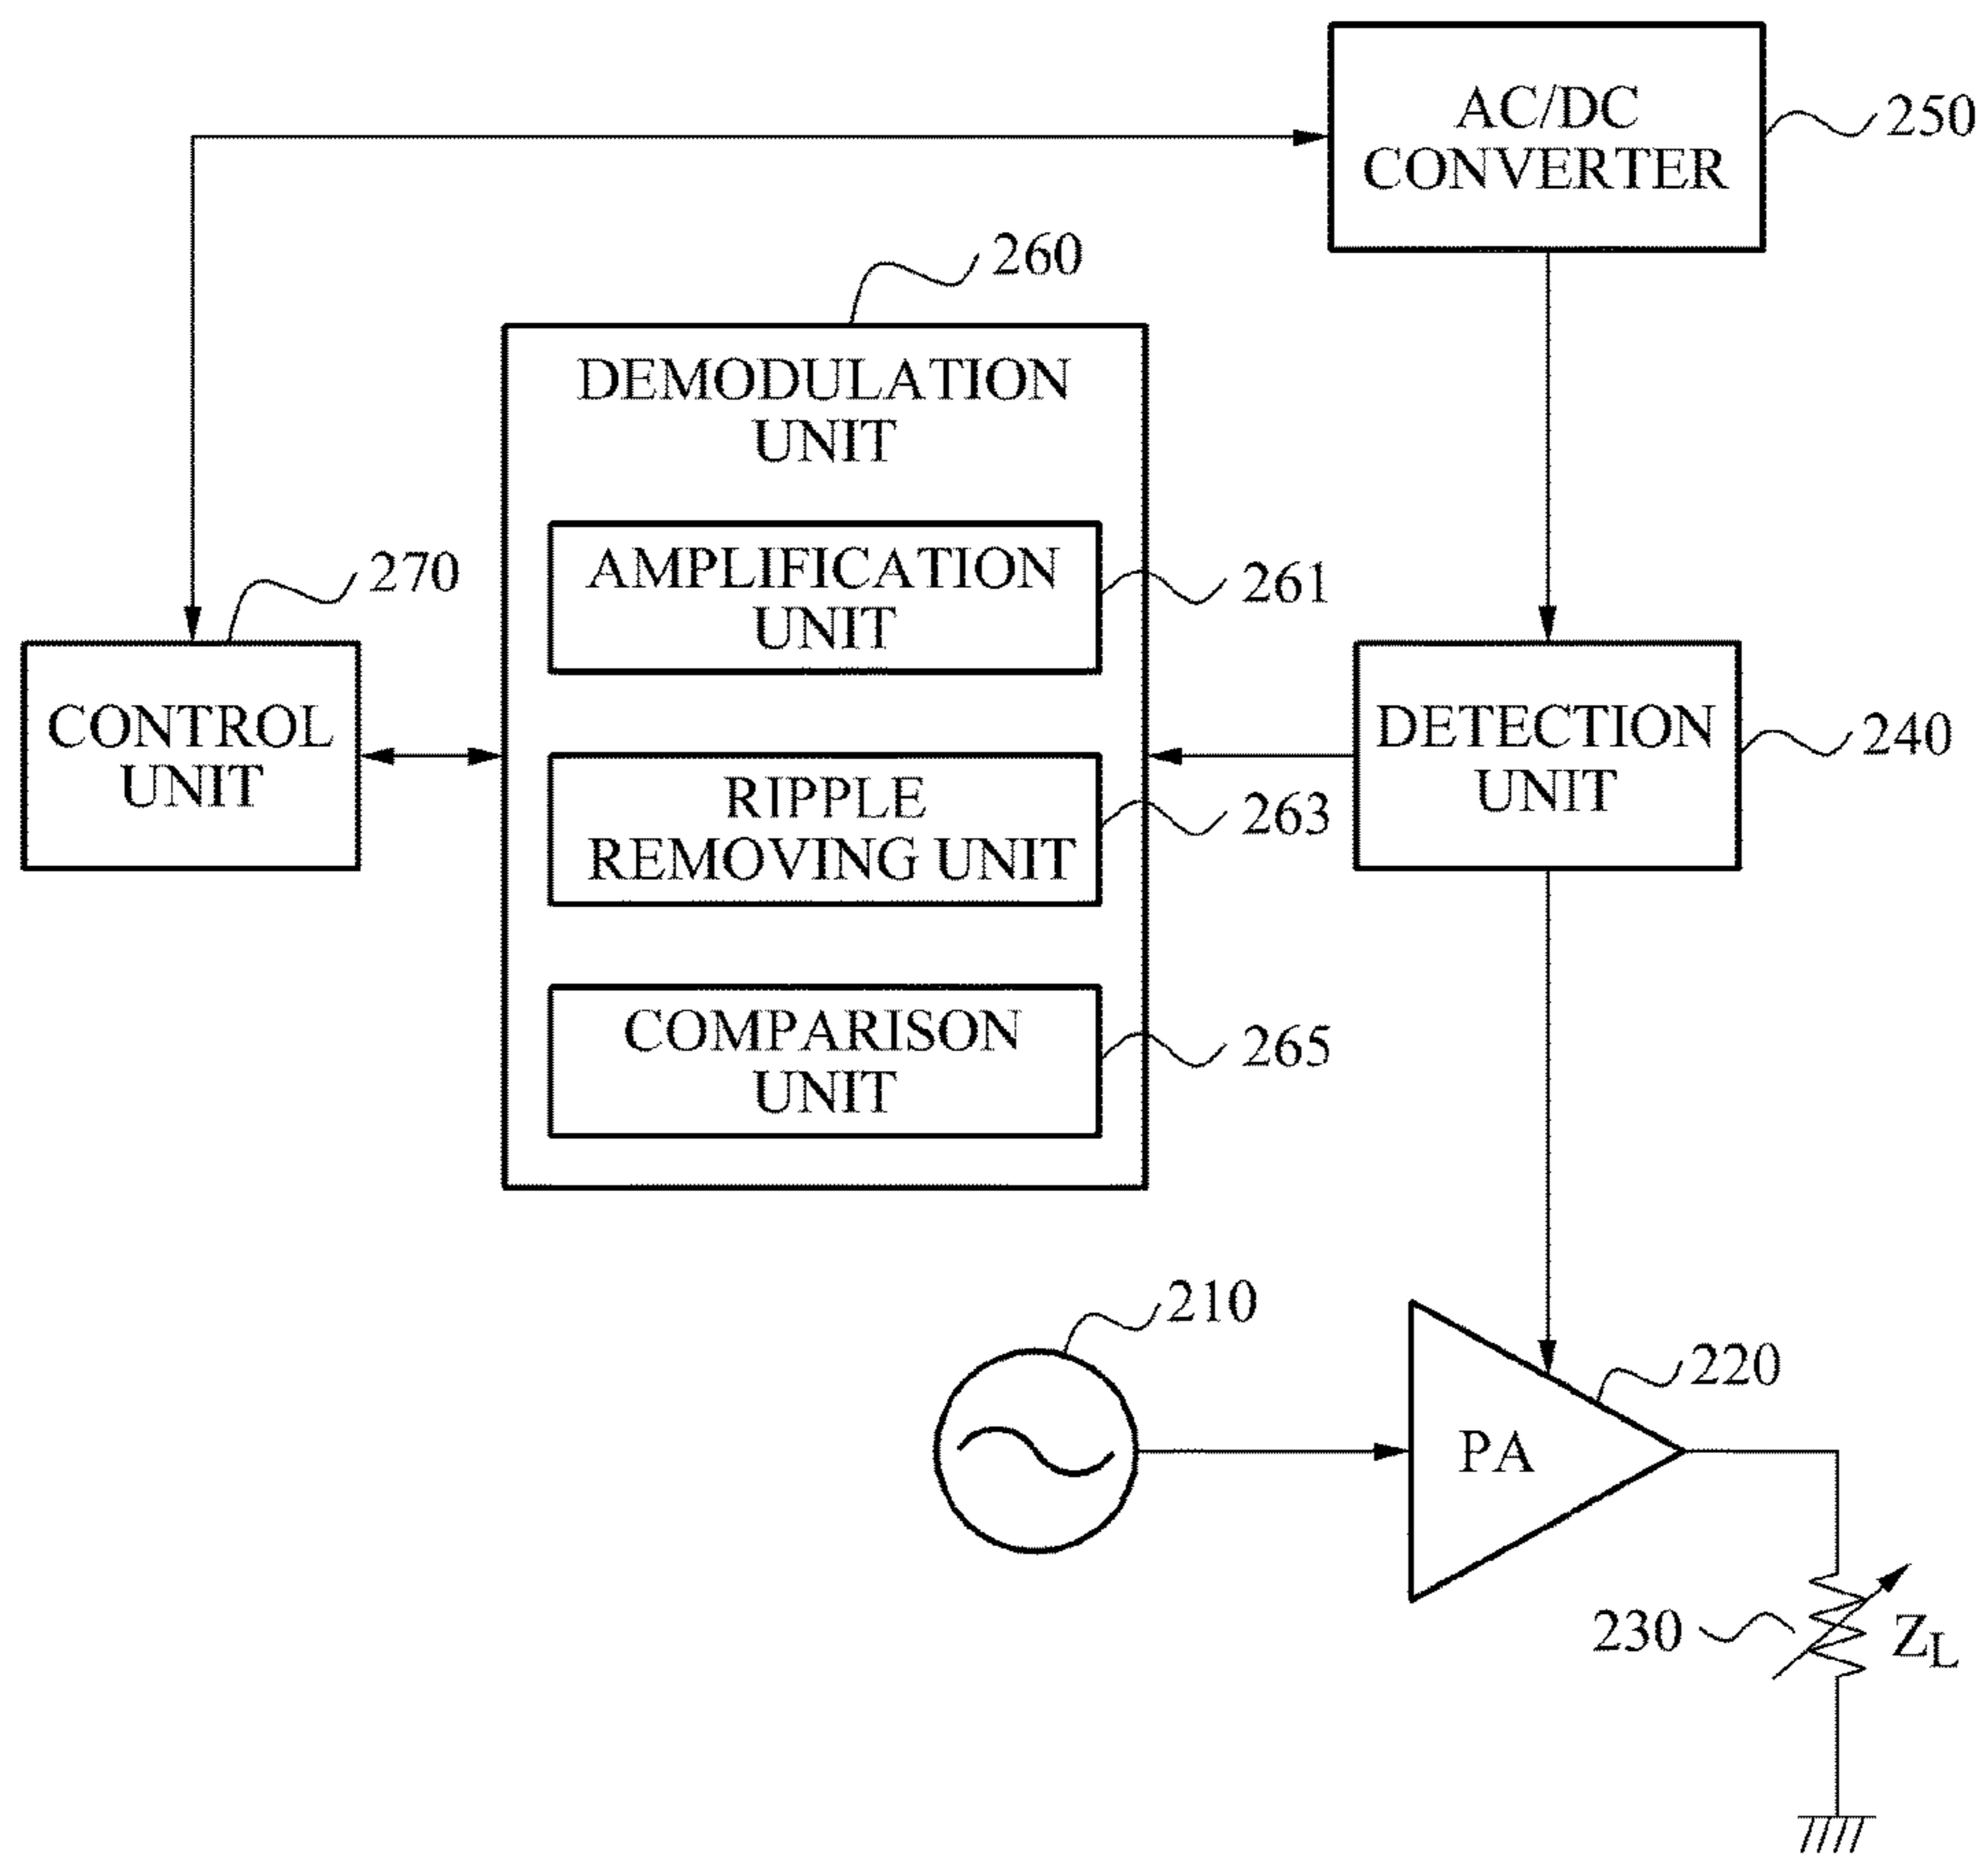 AC/DC
CONVERTER
250
260
DEMODULATION
UNIT
AMPLIFICATION
UNIT
261
270
CONTROL
UNIT
RIPPLE
REMOVING UNIT
263
DETECTION
UNIT
240
COMPARISON
UNIT
265
210
220
PA
230
ZL